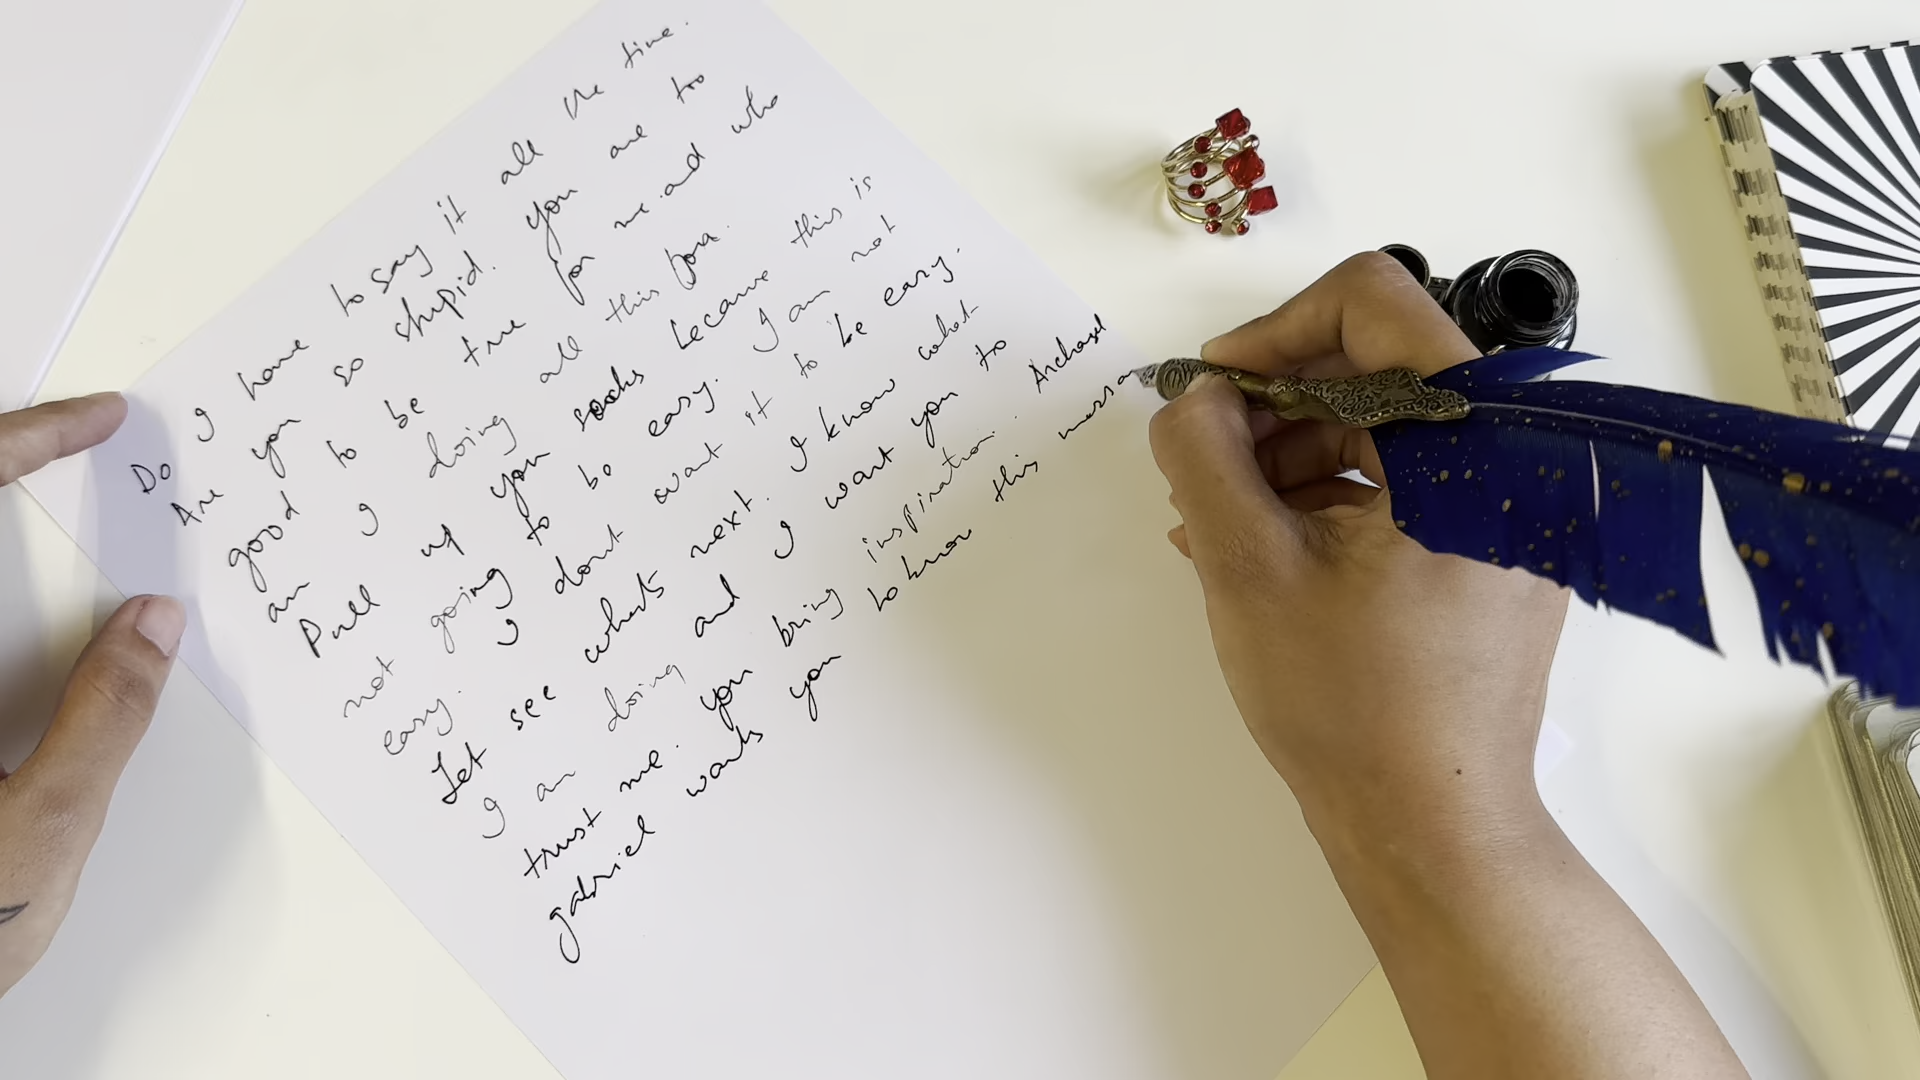 Do I have to say it all the time.
Are you so stupid. You are too
good to be true for me. and who
am I doing all this for.
Pull up you socks because this is
not going to be easy. I am not
easy. I dont want it to be easy.
Let see whats next. I know what
I am doing and I want you to
trust me. you bring inspiration. Archangel
gabriel wants you to know this messa